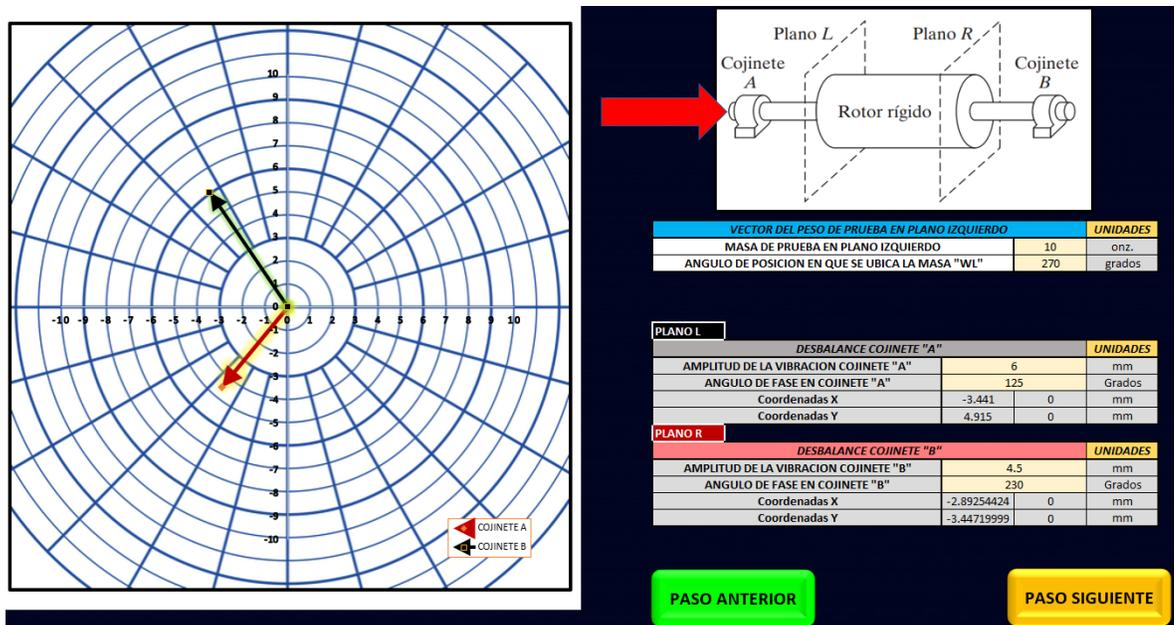 10
9
8
7
6
5
4
3
2
1
0
-10 -9 -8 -7 -6 -5 -4 -3 -2 -1 0 1 2 3 4 5 6 7 8 9 10
-1
-2
-3
-4
-5
-6
-7
-8
-9
-10
COJINETE A
COJINETE B
Plano L Plano R
Cojinete Cojinete
A B
Rotor rígido
VECTOR DEL PESO DE PRUEBA EN PLANO IZQUIERDO UNIDADES
MASA DE PRUEBA EN PLANO IZQUIERDO 10 onz.
ANGULO DE POSICION EN QUE SE UBICA LA MASA "WL" 270 grados
PLANO L
DESBALANCE COJINETE "A" UNIDADES
AMPLITUD DE LA VIBRACION COJINETE "A" 6 mm
ANGULO DE FASE EN COJINETE "A" 125 Grados
Coordenadas X -3.441 0 mm
Coordenadas Y 4.915 0 mm
PLANO R
DESBALANCE COJINETE "B" UNIDADES
AMPLITUD DE LA VIBRACION COJINETE "B" 4.5 mm
ANGULO DE FASE EN COJINETE "B" 230 Grados
Coordenadas X -2.89254424 0 mm
Coordenadas Y -3.44719999 0 mm
PASO ANTERIOR PASO SIGUIENTE